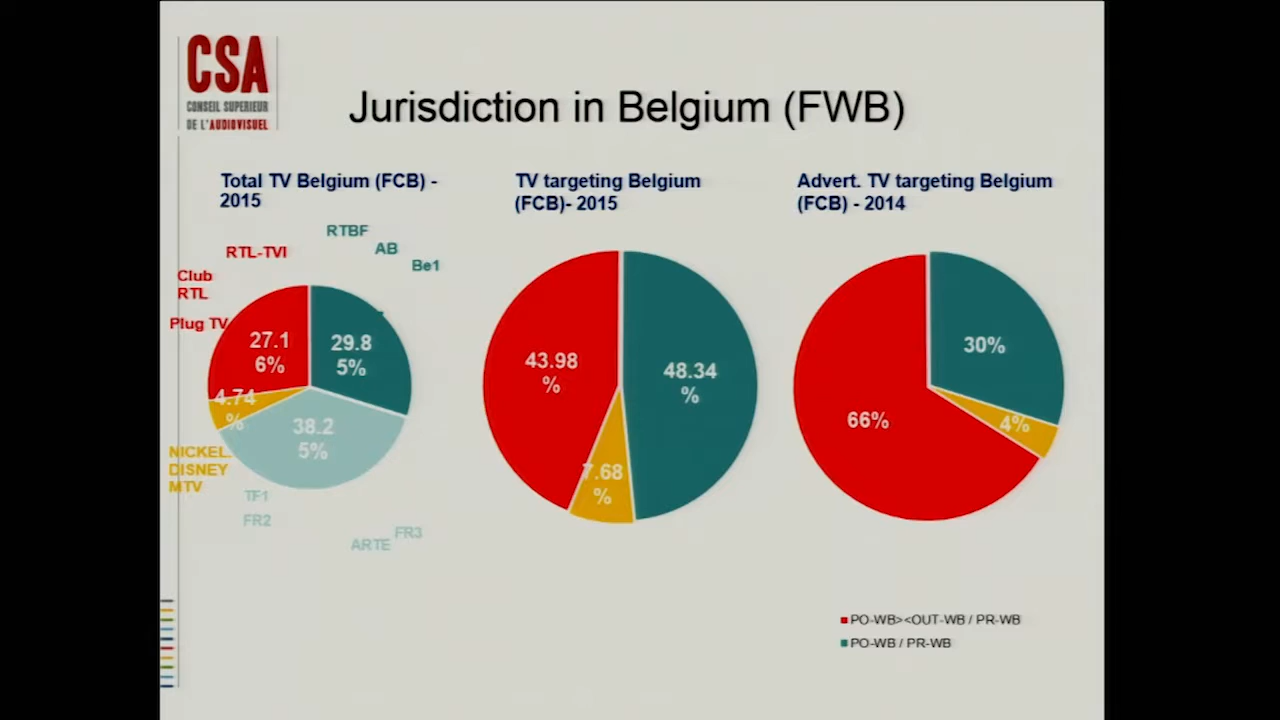 CSA
CONSEIL SUPERIEUR
DE L'AUDIOVISUEL
Jurisdiction in Belgium (FWB)
Total TV Belgium (FCB) -
2015
RTBF
AB
Be1
RTL-TVI
Club
RTL
Plug TV
27.1
6%
29.8
5%
4.74
%
38.2
5%
NICKEL.
DISNEY
MTV
TF1
FR2
FR3
ARTE
TV targeting Belgium
(FCB)- 2015
43.98
%
48.34
%
7.68
%
Advert. TV targeting Belgium
(FCB) - 2014
30%
66%
4%
PO-WB><OUT-WB / PR-WB
PO-WB / PR-WB